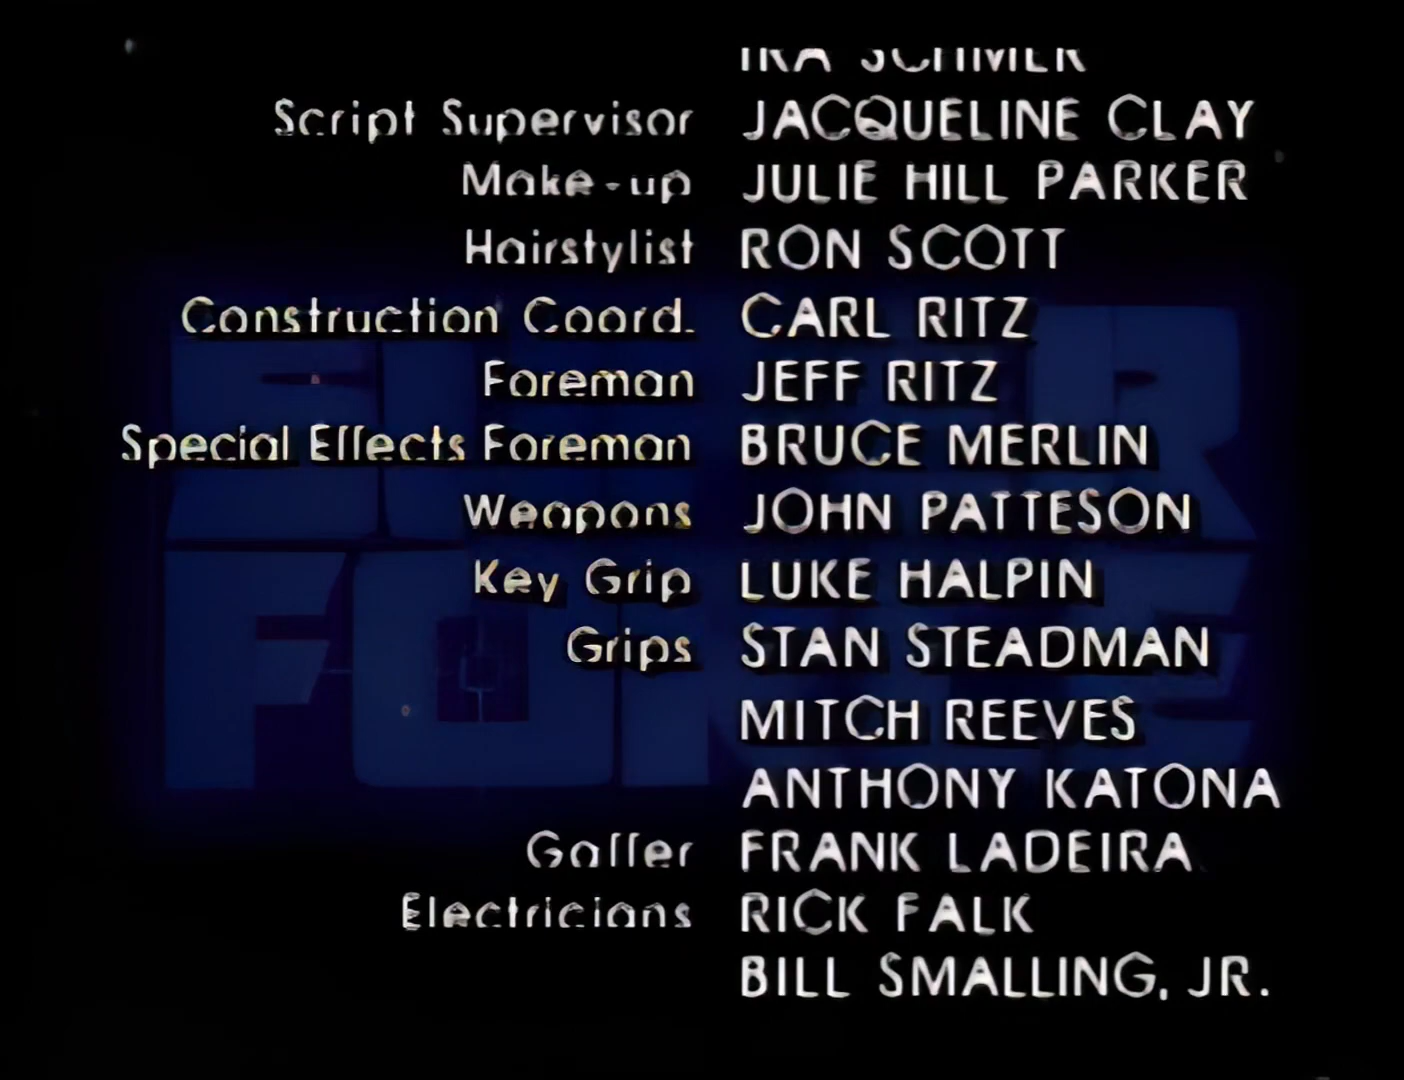 IRA SCHMER
Script Supervisor JACQUELINE CLAY
Make-up JULIE HILL PARKER
Hairstylist RON SCOTT
Construction Coord. CARL RITZ
Foreman JEFF RITZ
Special Effects Foreman BRUCE MERLIN
Weapons JOHN PATTESON
Key Grip LUKE HALPIN
Grips STAN STEADMAN
MITCH REEVES
ANTHONY KATONA
Gaffer FRANK LADEIRA
Electricians RICK FALK
BILL SMALLING, JR.